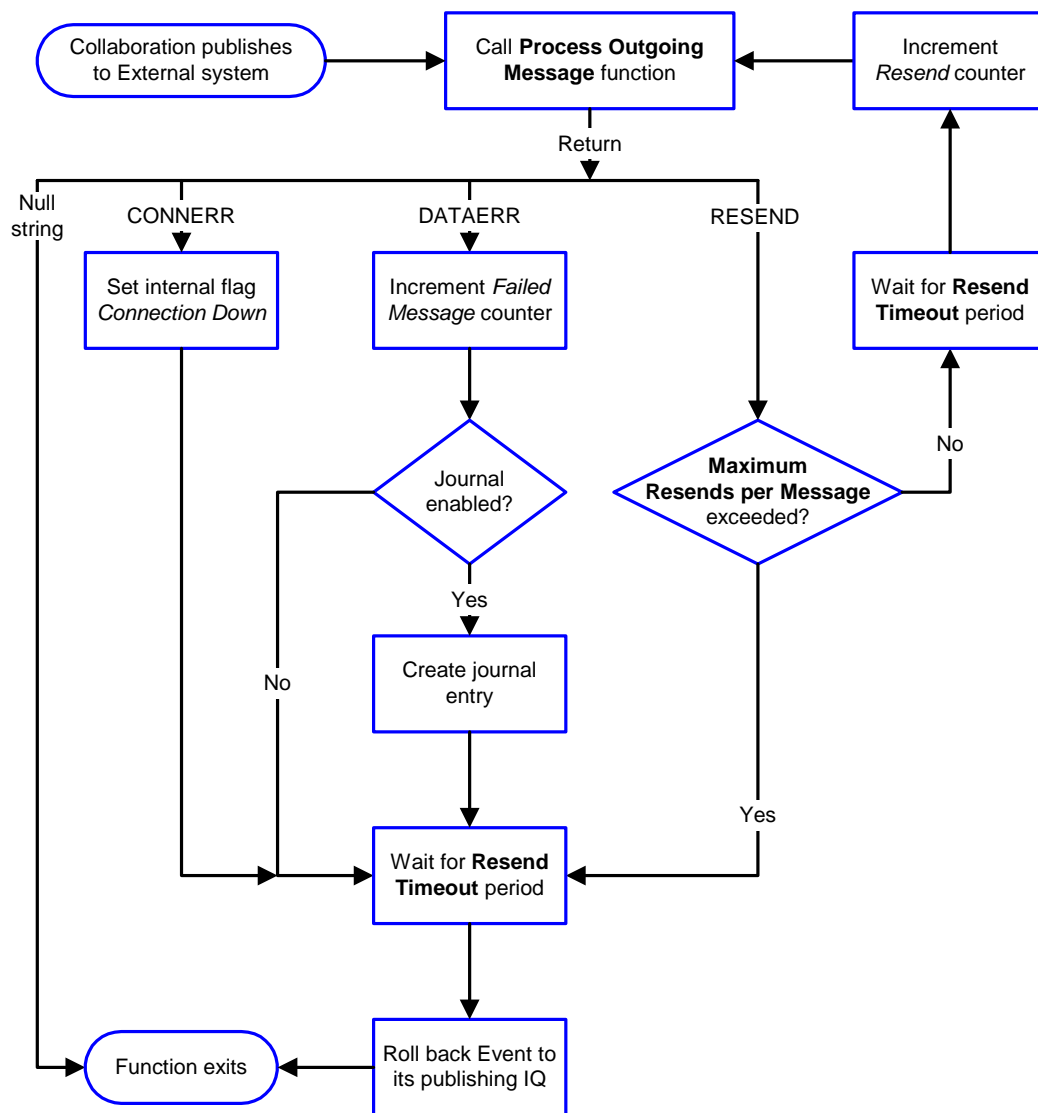 Collaboration publishes
to External system
Call Process Outgoing
Message function
Increment
Resend counter
Return
Null
string
CONNERR
DATAERR
RESEND
Set internal flag
Connection Down
Increment Failed
Message counter
Wait for Resend
Timeout period
Journal
enabled?
Maximum
Resends per Message
exceeded?
No
Yes
No
Create journal
entry
Yes
Wait for Resend
Timeout period
Function exits
Roll back Event to
its publishing IQ